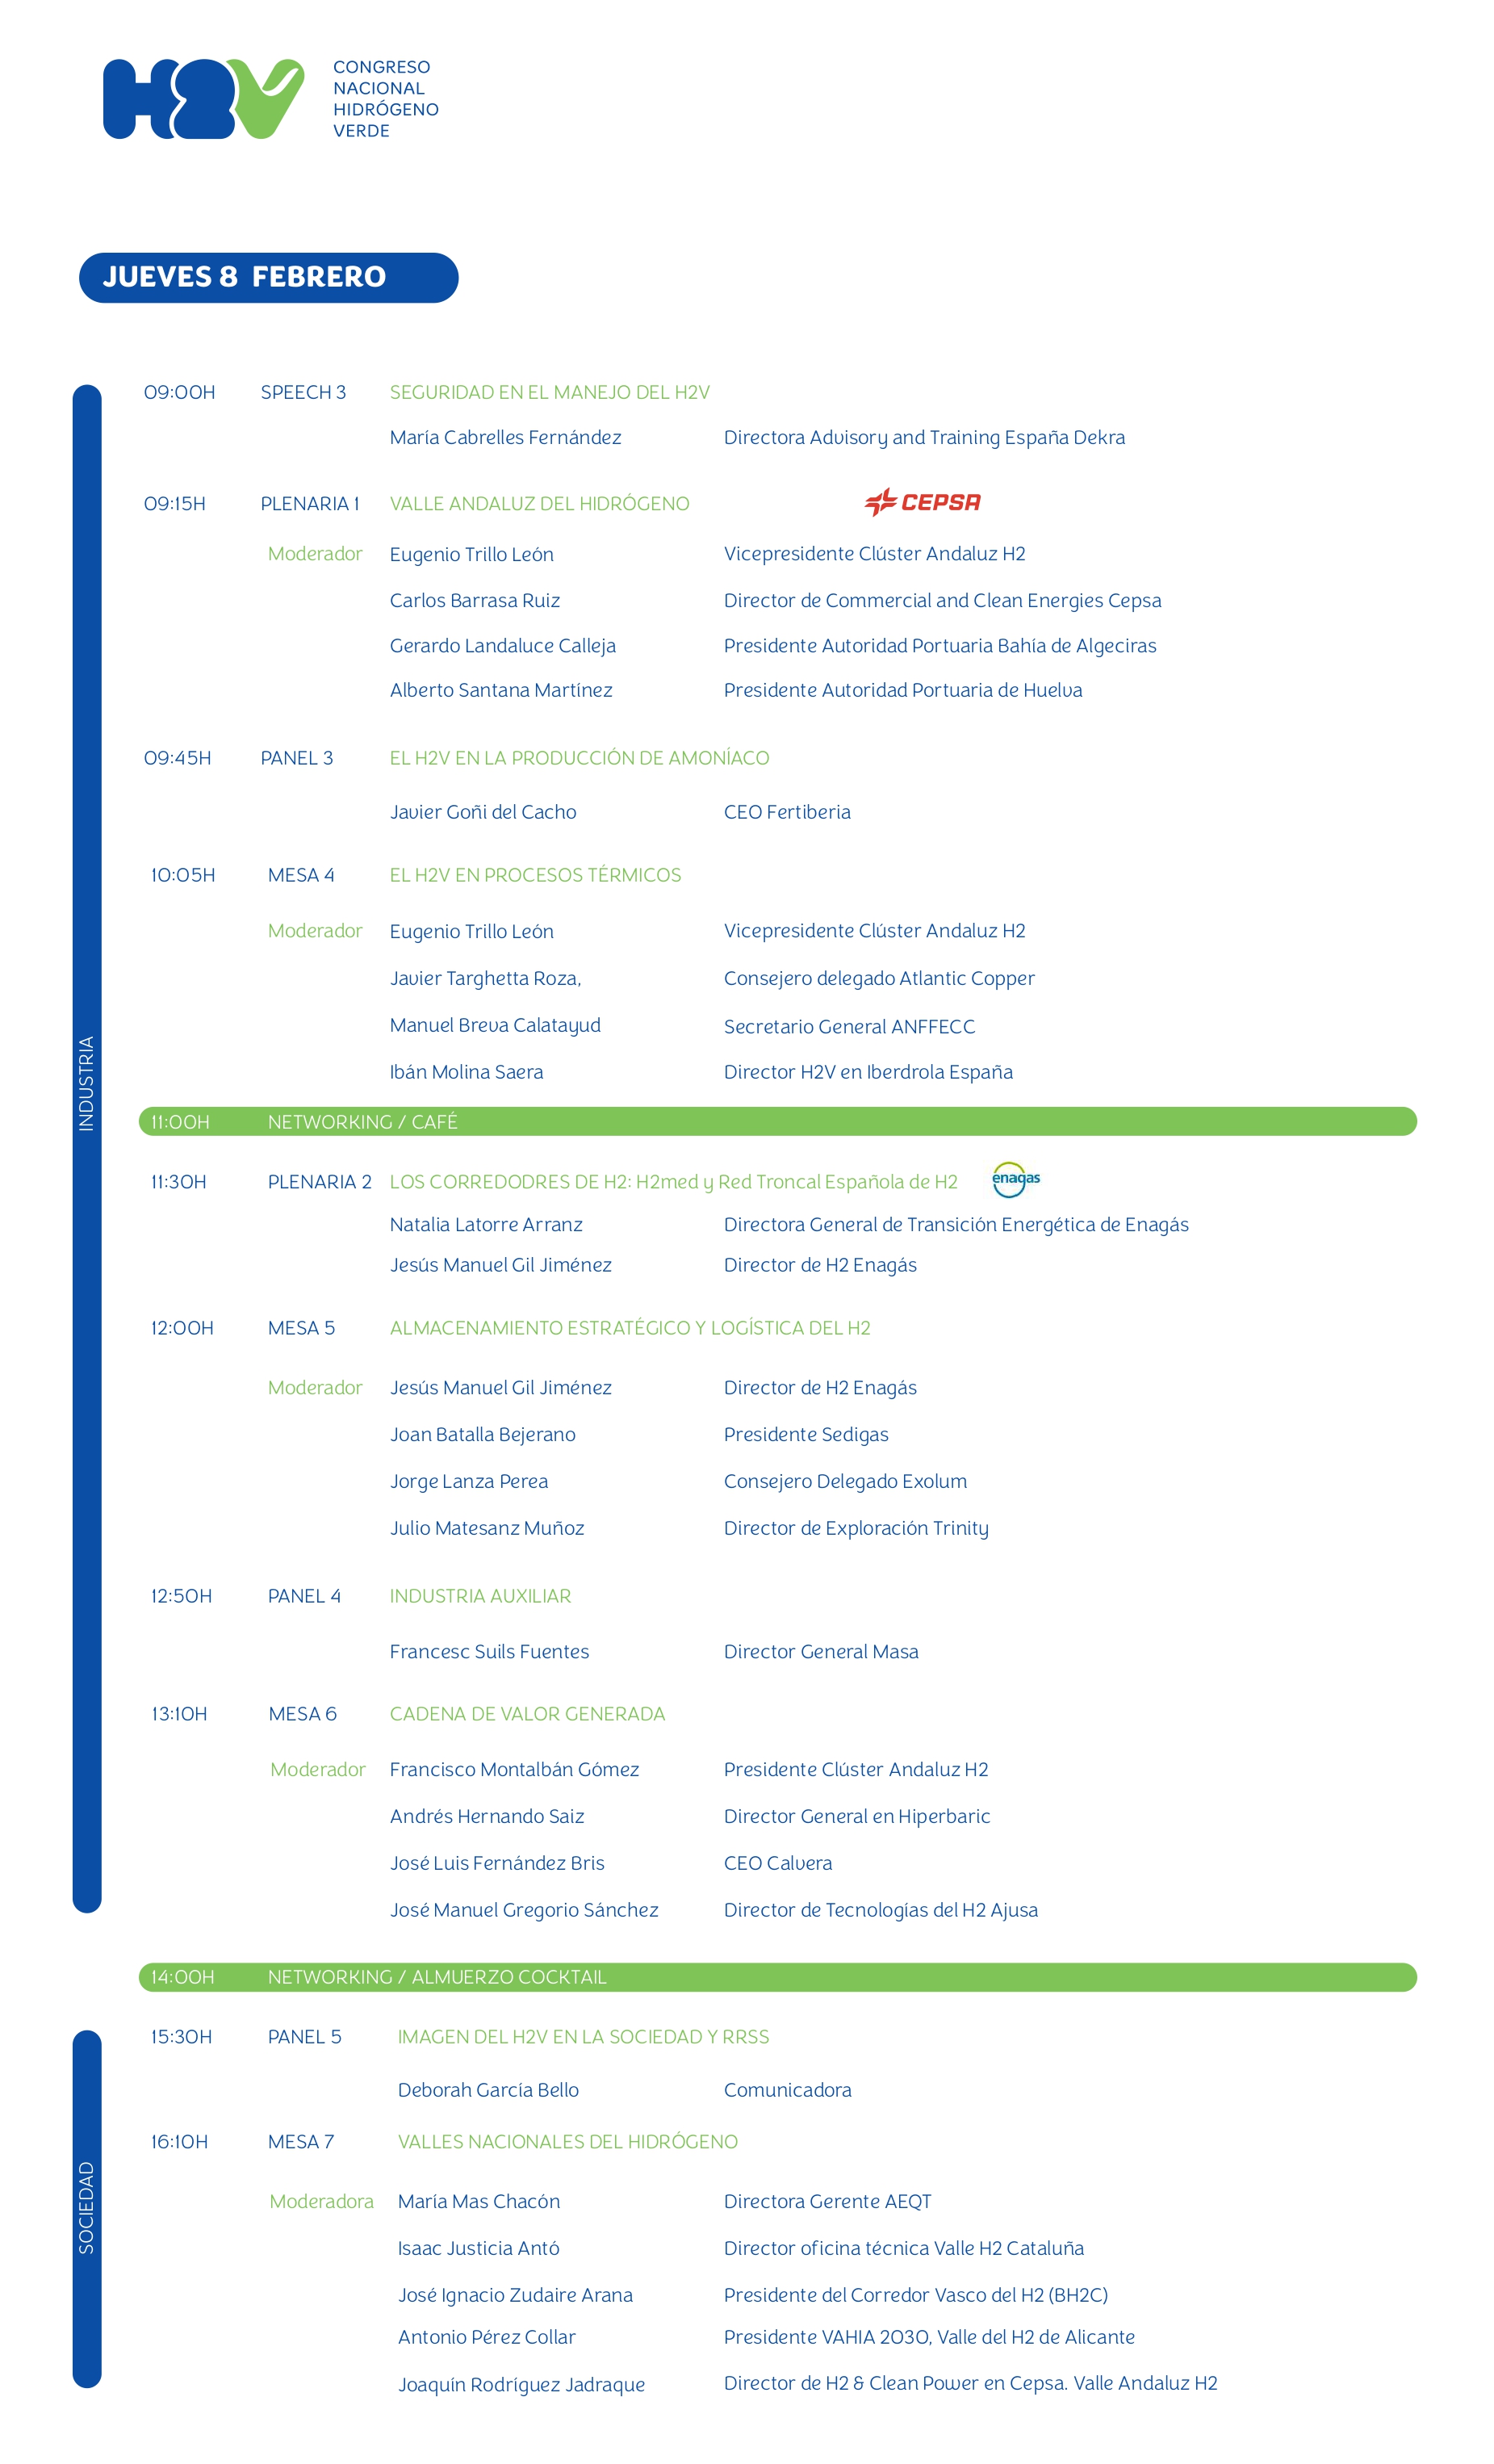 H2V
CONGRESO
NACIONAL
HIDRÓGENO
VERDE
JUEVES 8 FEBRERO
INDUSTRIA
09:00H SPEECH 3 SEGURIDAD EN EL MANEJO DEL H2V
María Cabrelles Fernández Directora Advisory and Training España Dekra
09:15H PLENARIA 1 VALLE ANDALUZ DEL HIDRÓGENO CEPSA
Moderador Eugenio Trillo León Vicepresidente Clúster Andaluz H2
Carlos Barrasa Ruiz Director de Commercial and Clean Energies Cepsa
Gerardo Landaluce Calleja Presidente Autoridad Portuaria Bahía de Algeciras
Alberto Santana Martínez Presidente Autoridad Portuaria de Huelva
09:45H PANEL 3 EL H2V EN LA PRODUCCIÓN DE AMONÍACO
Javier Goñi del Cacho CEO Fertiberia
10:05H MESA 4 EL H2V EN PROCESOS TÉRMICOS
Moderador Eugenio Trillo León Vicepresidente Clúster Andaluz H2
Javier Targhetta Roza, Consejero delegado Atlantic Copper
Manuel Breva Calatayud Secretario General ANFFECC
Ibán Molina Saera Director H2V en Iberdrola España
11:00H NETWORKING / CAFÉ
11:30H PLENARIA 2 LOS CORREDODRES DE H2: H2med y Red Troncal Española de H2 enagas
Natalia Latorre Arranz Directora General de Transición Energética de Enagás
Jesús Manuel Gil Jiménez Director de H2 Enagás
12:00H MESA 5 ALMACENAMIENTO ESTRATÉGICO Y LOGÍSTICA DEL H2
Moderador Jesús Manuel Gil Jiménez Director de H2 Enagás
Joan Batalla Bejerano Presidente Sedigas
Jorge Lanza Perea Consejero Delegado Exolum
Julio Matesanz Muñoz Director de Exploración Trinity
12:50H PANEL 4 INDUSTRIA AUXILIAR
Francesc Suils Fuentes Director General Masa
13:10H MESA 6 CADENA DE VALOR GENERADA
Moderador Francisco Montalbán Gómez Presidente Clúster Andaluz H2
Andrés Hernando Saiz Director General en Hiperbaric
José Luis Fernández Bris CEO Calvera
José Manuel Gregorio Sánchez Director de Tecnologías del H2 Ajusa
14:00H NETWORKING / ALMUERZO COCKTAIL
SOCIEDAD
15:30H PANEL 5 IMAGEN DEL H2V EN LA SOCIEDAD Y RRSS
Deborah García Bello Comunicadora
16:10H MESA 7 VALLES NACIONALES DEL HIDRÓGENO
Moderadora María Mas Chacón Directora Gerente AEQT
Isaac Justicia Antó Director oficina técnica Valle H2 Cataluña
José Ignacio Zudaire Arana Presidente del Corredor Vasco del H2 (BH2C)
Antonio Pérez Collar Presidente VAHIA 2030, Valle del H2 de Alicante
Joaquín Rodríguez Jadraque Director de H2 & Clean Power en Cepsa. Valle Andaluz H2